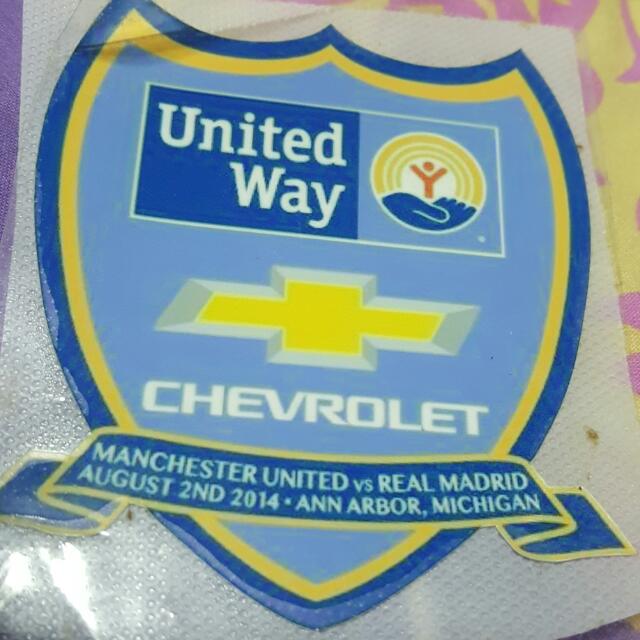 United
Way
CHEVROLET
MANCHESTER UNITED VS REAL MADRID
AUGUST 2ND 2014 • ANN ARBOR, MICHIGAN